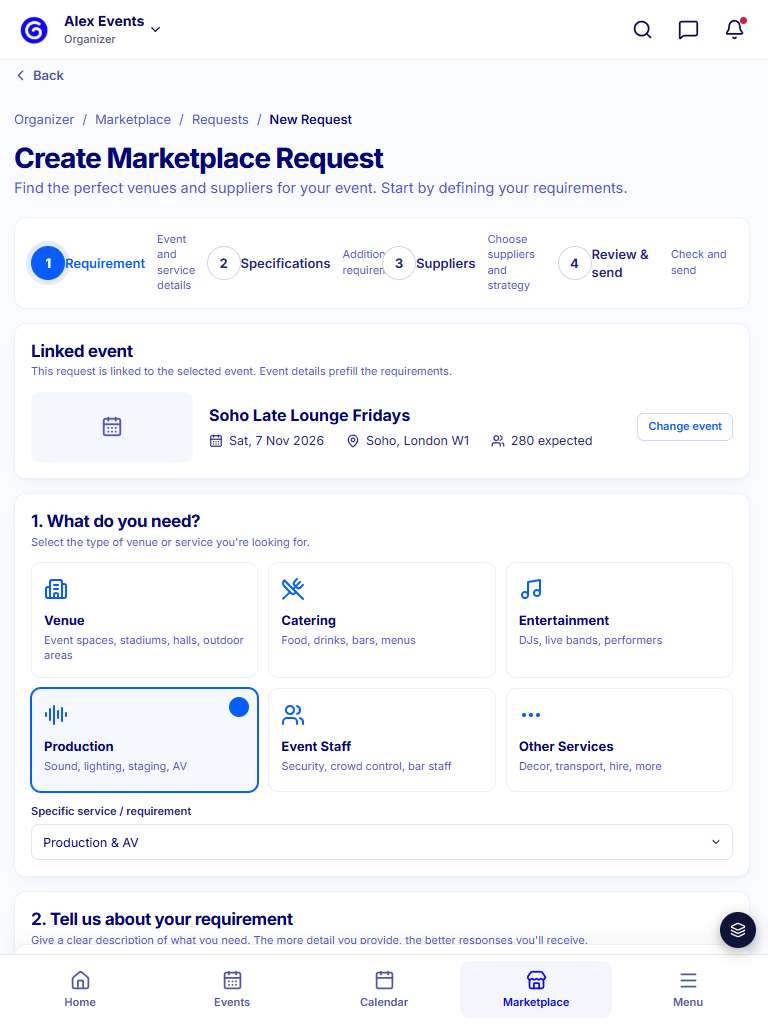 Alex Events
Organizer
Back
Organizer / Marketplace / Requests / New Request
Create Marketplace Request
Find the perfect venues and suppliers for your event. Start by defining your requirements.
1 Requirement
Event and service details
2 Specifications
Addition
requirem
3 Suppliers
Choose suppliers and strategy
4 Review & send
Check and send
Linked event
This request is linked to the selected event. Event details prefill the requirements.
Soho Late Lounge Fridays
Sat, 7 Nov 2026 Soho, London W1 280 expected
Change event
1. What do you need?
Select the type of venue or service you're looking for.
Venue
Event spaces, stadiums, halls, outdoor areas
Catering
Food, drinks, bars, menus
Entertainment
DJs, live bands, performers
Production
Sound, lighting, staging, AV
Event Staff
Security, crowd control, bar staff
Other Services
Decor, transport, hire, more
Specific service / requirement
Production & AV
2. Tell us about your requirement
Give a clear description of what you need. The more detail you provide, the better responses you'll receive.
Home
Events
Calendar
Marketplace
Menu